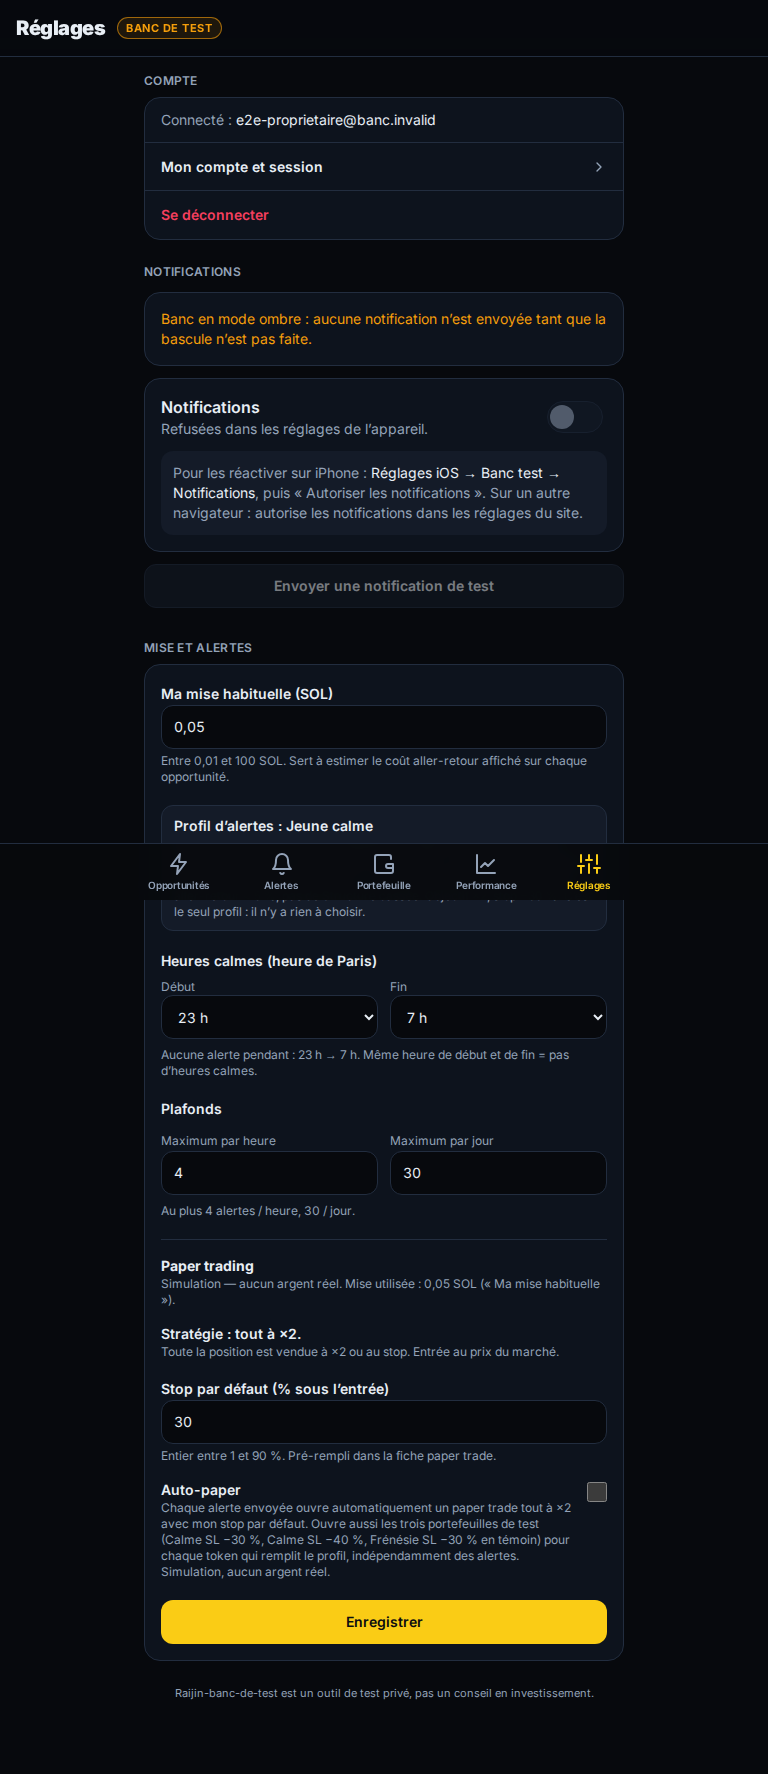 Réglages BANC DE TEST
COMPTE
Connecté : e2e-proprietaire@banc.invalid
Mon compte et session
Se déconnecter
NOTIFICATIONS
Banc en mode ombre : aucune notification n’est envoyée tant que la
bascule n’est pas faite.
Notifications
Refusées dans les réglages de l’appareil.
Pour les réactiver sur iPhone : Réglages iOS → Banc test →
Notifications, puis « Autoriser les notifications ». Sur un autre
navigateur : autorise les notifications dans les réglages du site.
Envoyer une notification de test
MISE ET ALERTES
Ma mise habituelle (SOL)
0,05
Entre 0,01 et 100 SOL. Sert à estimer le coût aller-retour affiché sur chaque
opportunité.
Profil d’alertes : Jeune calme
Opportunités Alertes Portefeuille Performance Réglages
le seul profil : il n’y a rien à choisir.
Heures calmes (heure de Paris)
Début Fin
23 h 7 h
Aucune alerte pendant : 23 h → 7 h. Même heure de début et de fin = pas
d’heures calmes.
Plafonds
Maximum par heure Maximum par jour
4 30
Au plus 4 alertes / heure, 30 / jour.
Paper trading
Simulation — aucun argent réel. Mise utilisée : 0,05 SOL (« Ma mise habituelle
»).
Stratégie : tout à ×2.
Toute la position est vendue à ×2 ou au stop. Entrée au prix du marché.
Stop par défaut (% sous l’entrée)
30
Entier entre 1 et 90 %. Pré-rempli dans la fiche paper trade.
Auto-paper
Chaque alerte envoyée ouvre automatiquement un paper trade tout à ×2
avec mon stop par défaut. Ouvre aussi les trois portefeuilles de test
(Calme SL −30 %, Calme SL −40 %, Frénésie SL −30 % en témoin) pour
chaque token qui remplit le profil, indépendamment des alertes.
Simulation, aucun argent réel.
Enregistrer
Raijin-banc-de-test est un outil de test privé, pas un conseil en investissement.